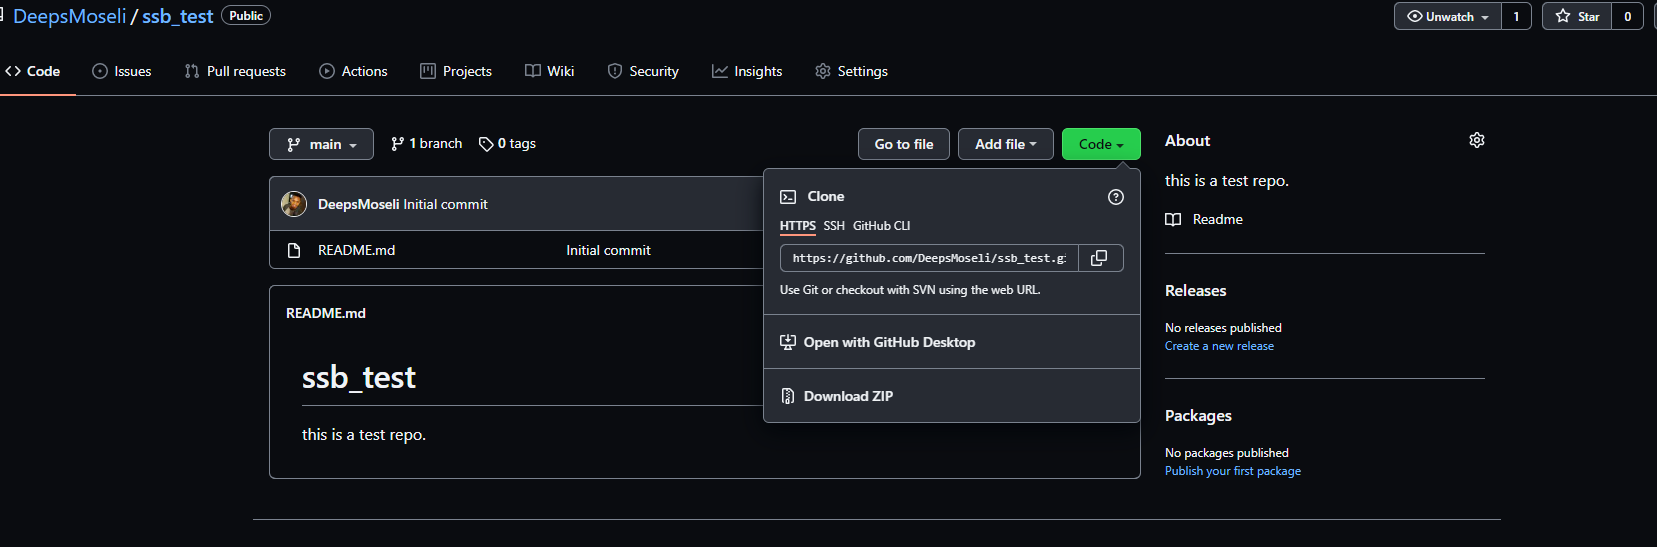 DeepsMoseli / ssb_test Public
Unwatch 1 Star 0
Code Issues Pull requests Actions Projects Wiki Security Insights Settings
main 1 branch 0 tags Go to file Add file Code
DeepsMoseli Initial commit
README.md Initial commit
README.md
ssb_test
this is a test repo.
Clone
HTTPS SSH GitHub CLI
https://github.com/DeepsMoseli/ssb_test.gi
Use Git or checkout with SVN using the web URL.
Open with GitHub Desktop
Download ZIP
About
this is a test repo.
Readme
Releases
No releases published
Create a new release
Packages
No packages published
Publish your first package